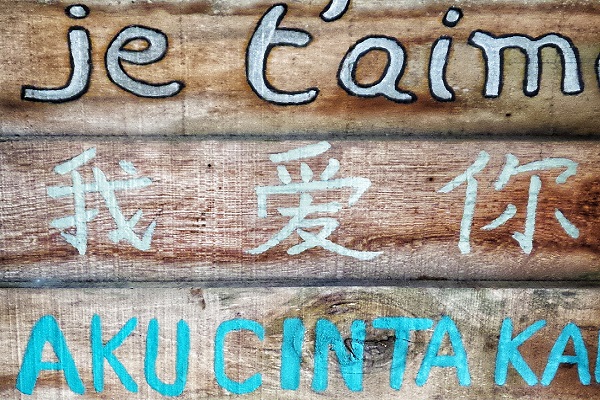 je t'aim
我爱你
AKU CINTA KA